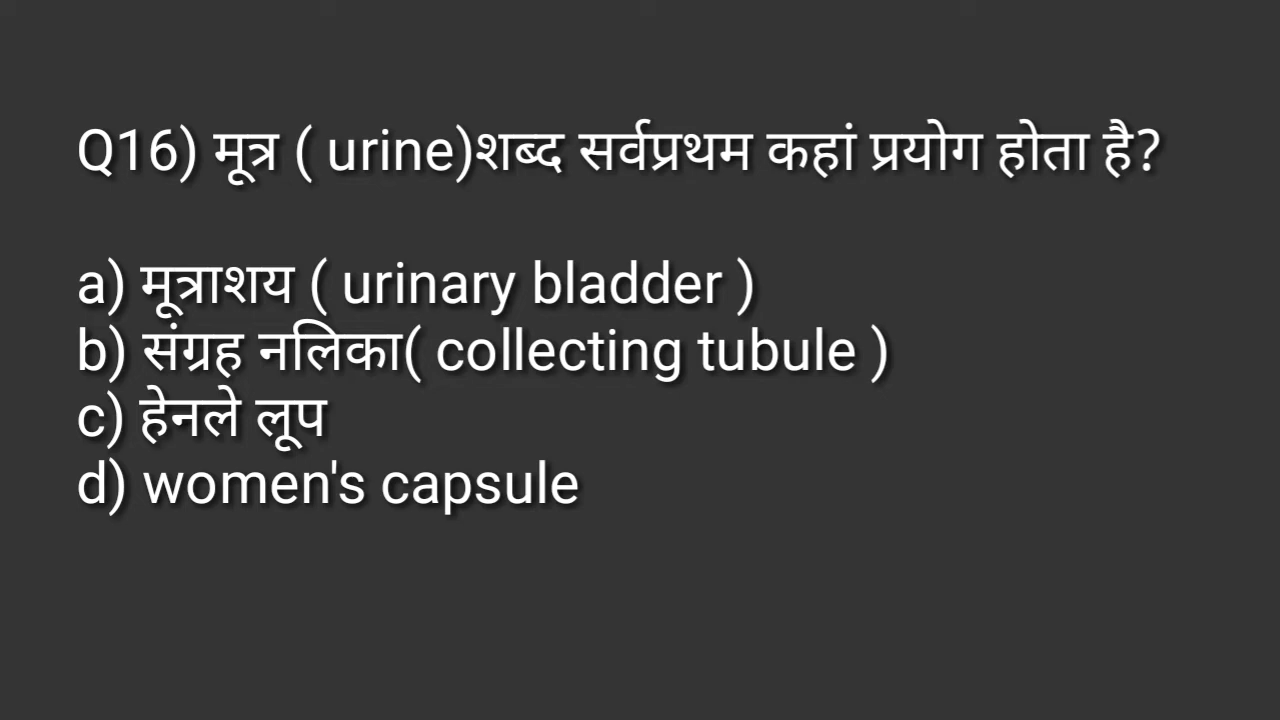 Q16) मूत्र ( urine)शब्द सर्वप्रथम कहां प्रयोग होता है?
a) मूत्राशय ( urinary bladder )
b) संग्रह नलिका( collecting tubule )
c) हेनले लूप
d) women's capsule